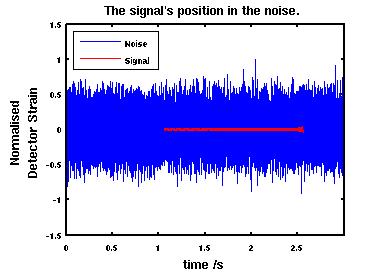 The signal's position in the noise.
1.5
1
0.5
0
-0.5
-1
-1.5
Noise
Signal
Normalised
Detector Strain
0 0.5 1 1.5 2 2.5
time /s